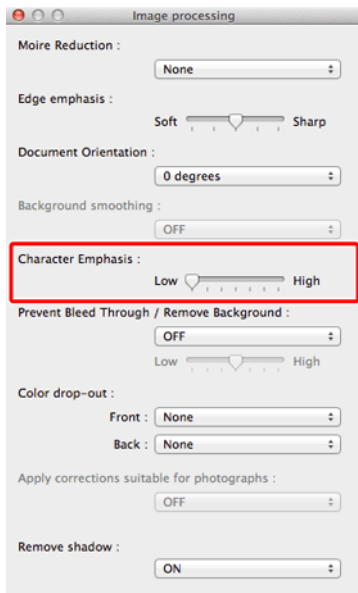 Image processing
Moire Reduction :
None
Edge emphasis :
Soft Sharp
Document Orientation :
0 degrees
Background smoothing :
OFF
Character Emphasis :
Low High
Prevent Bleed Through / Remove Background :
OFF
Low High
Color drop-out :
Front : None
Back : None
Apply corrections suitable for photographs :
OFF
Remove shadow :
ON